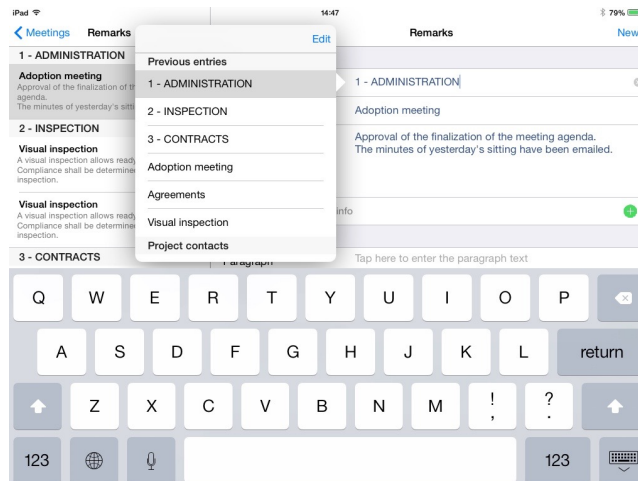 iPad 14:47 79%
Meetings Remarks Edit Remarks New
1 - ADMINISTRATION
Adoption meeting
Approval of the finalization of th
agenda.
The minutes of yesterday's sitti
2 - INSPECTION
Visual inspection
A visual inspection allows ready
Compliance shall be determine
inspection.
Visual inspection
A visual inspection allows ready
Compliance shall be determine
inspection.
3 - CONTRACTS
Previous entries
1 - ADMINISTRATION
2 - INSPECTION
3 - CONTRACTS
Adoption meeting
Agreements
Visual inspection
Project contacts
1 - ADMINISTRATION
Adoption meeting
Approval of the finalization of the meeting agenda.
The minutes of yesterday's sitting have been emailed.
info
Paragraph Tap here to enter the paragraph text
Q W E R T Y U I O P
A S D F G H J K L return
Z X C V B N M ! , ? .
123 123